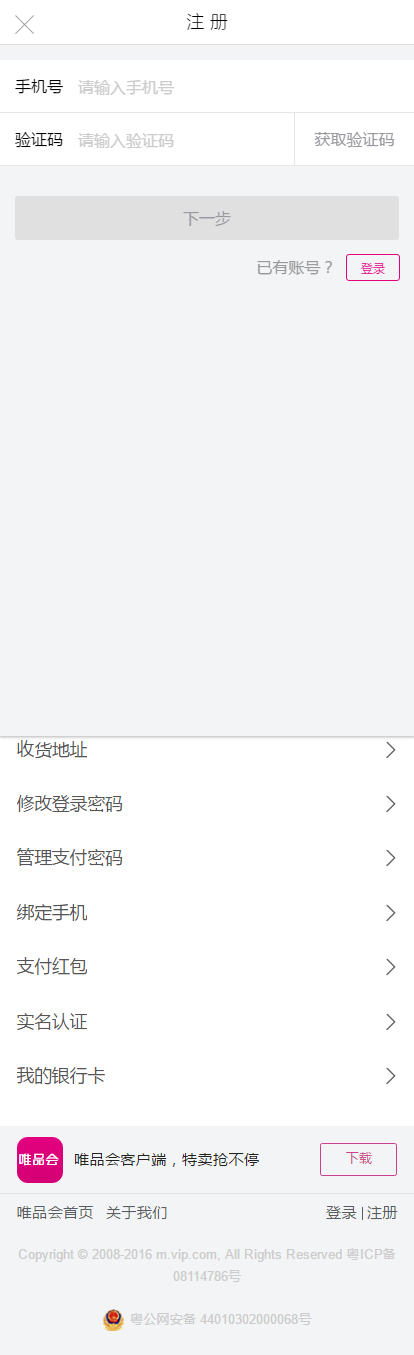 注 册
手机号 请输入手机号
验证码 请输入验证码 获取验证码
下一步
已有账号？ 登录
收货地址
修改登录密码
管理支付密码
绑定手机
支付红包
实名认证
我的银行卡
唯品会 唯品会客户端，特卖抢不停 下载
唯品会首页 关于我们 登录 | 注册
Copyright © 2008-2016 m.vip.com, All Rights Reserved 粤ICP备
08114786号
粤公网安备 44010302000068号